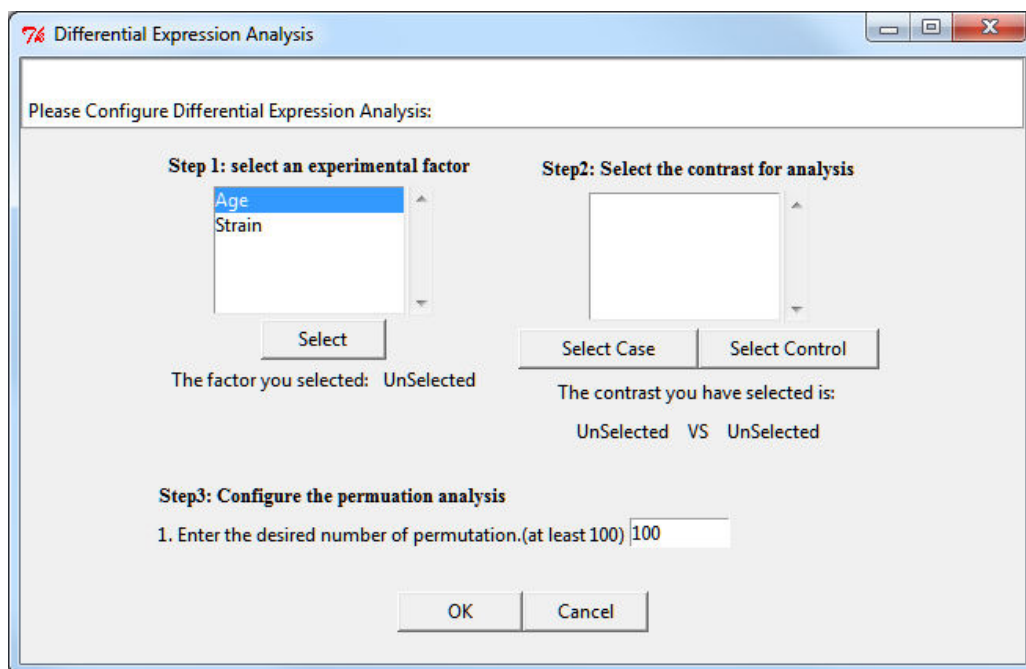 Differential Expression Analysis
Please Configure Differential Expression Analysis:
Step 1: select an experimental factor
Age
Strain
Select
The factor you selected: UnSelected
Step2: Select the contrast for analysis
Select Case Select Control
The contrast you have selected is:
UnSelected VS UnSelected
Step3: Configure the permuation analysis
1. Enter the desired number of permutation.(at least 100) 100
OK Cancel